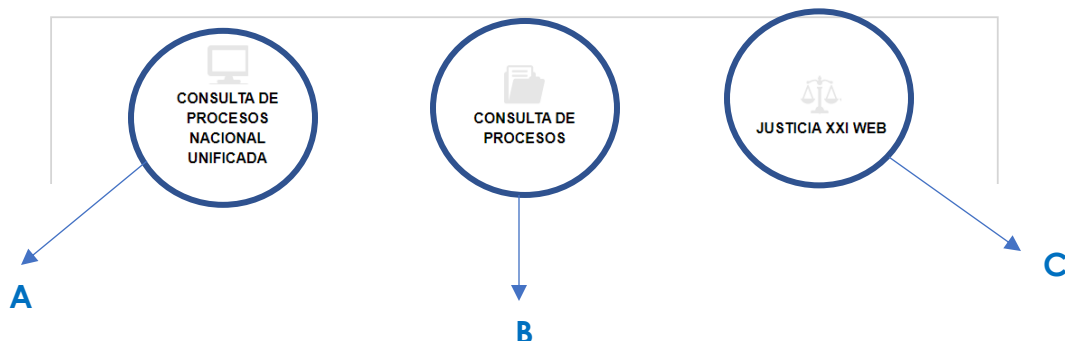 CONSULTA DE
PROCESOS
NACIONAL
UNIFICADA
CONSULTA DE
PROCESOS
JUSTICIA XXI WEB
A
B
C